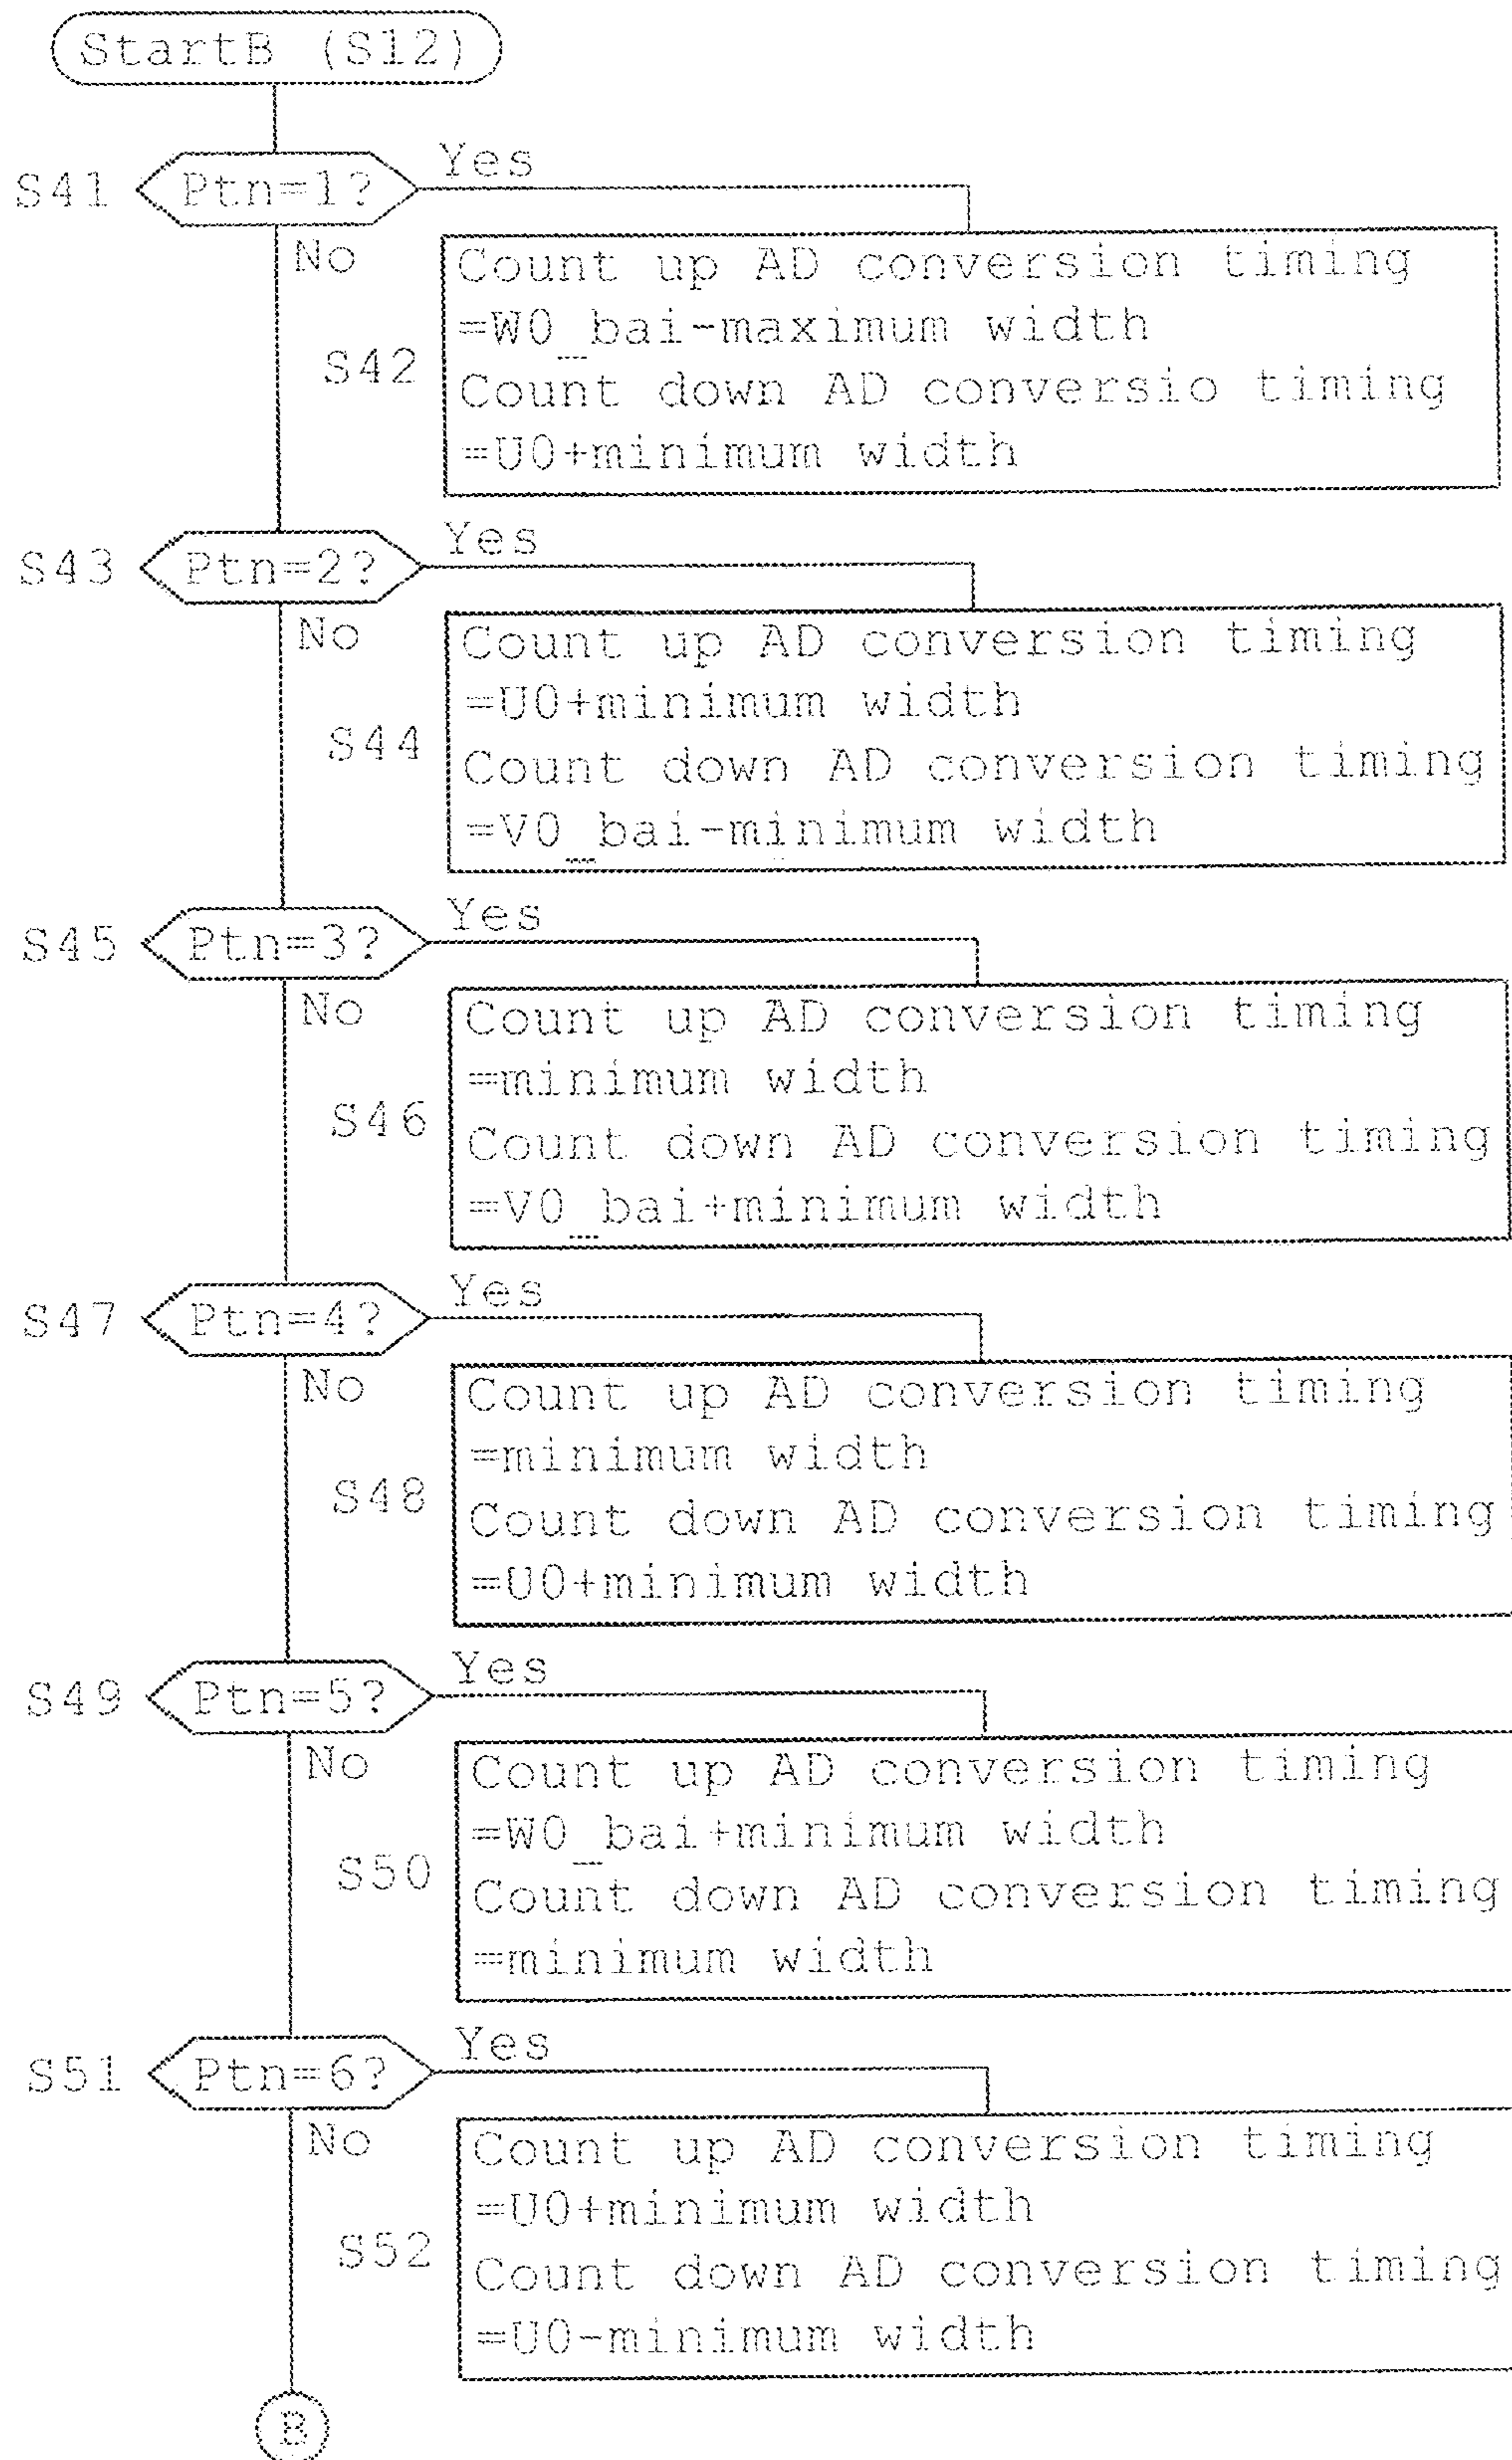 StartB (S12)
S41 Ptn=1? Yes
No
S42
Count up AD conversion timing
=W0_bai-maximum width
Count down AD conversio timing
=U0+minimum width
S43 Ptn=2? Yes
No
S44
Count up AD conversion timing
=U0+minimum width
Count down AD conversion timing
=V0_bai-minimum width
S45 Ptn=3? Yes
No
S46
Count up AD conversion timing
=minimum width
Count down AD conversion timing
=V0_bai+minimum width
S47 Ptn=4? Yes
No
S48
Count up AD conversion timing
=minimum width
Count down AD conversion timing
=U0+minimum width
S49 Ptn=5? Yes
No
S50
Count up AD conversion timing
=W0_bai+minimum width
Count down AD conversion timing
=minimum width
S51 Ptn=6? Yes
No
S52
Count up AD conversion timing
=U0+minimum width
Count down AD conversion timing
=U0-minimum width
B